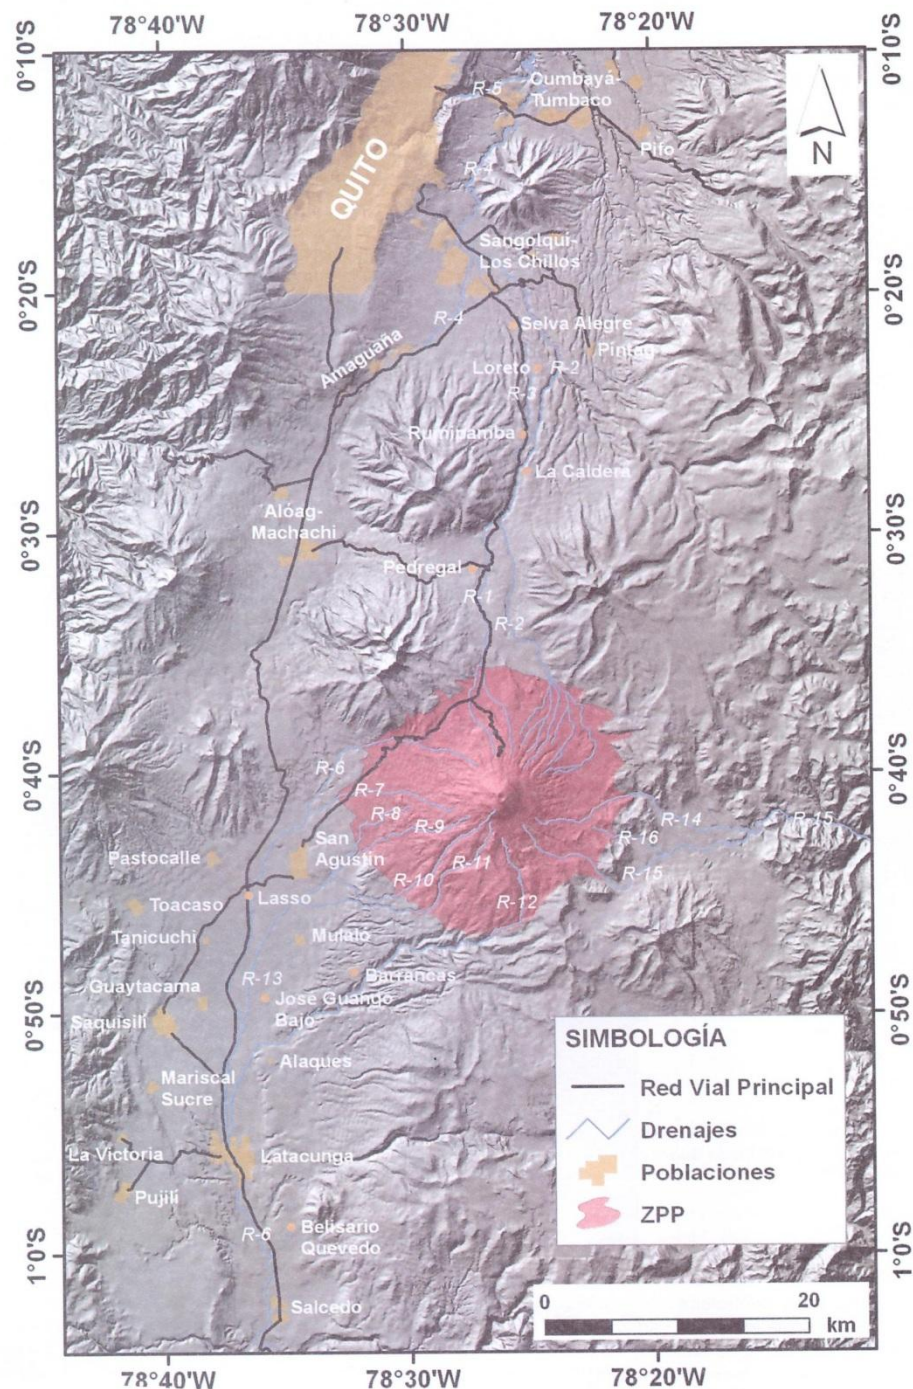 78°40'W
78°30'W
78°20'W
0°10'S
0°10'S
R-5
Cumbayá-
Tumbaco
Pifo
N
QUITO
R-1
Sangolquí-
Los Chillos
0°20'S
0°20'S
R-4
Selva Alegre
Amaguaña
Pintag
Loreto
R-2
R-3
Rumipamba
La Caldera
Alóag-
Machachi
0°30'S
0°30'S
Pedregal
R-1
R-2
0°40'S
0°40'S
R-6
R-7
R-8
R-9
R-14
R-15
R-16
San
Agustín
Pastocalle
R-11
R-10
R-15
R-12
Lasso
Toacaso
Tanicuchi
Mulaló
Barrancas
R-13
Guaytacama
José Guango
Bajo
0°50'S
0°50'S
Saquisilí
Alaques
Mariscal
Sucre
La Victoria
Latacunga
Pujilí
R-6
Belisario
Quevedo
1°0'S
1°0'S
Salcedo
SIMBOLOGÍA
Red Vial Principal
Drenajes
Poblaciones
ZPP
0
20
km
78°40'W
78°30'W
78°20'W